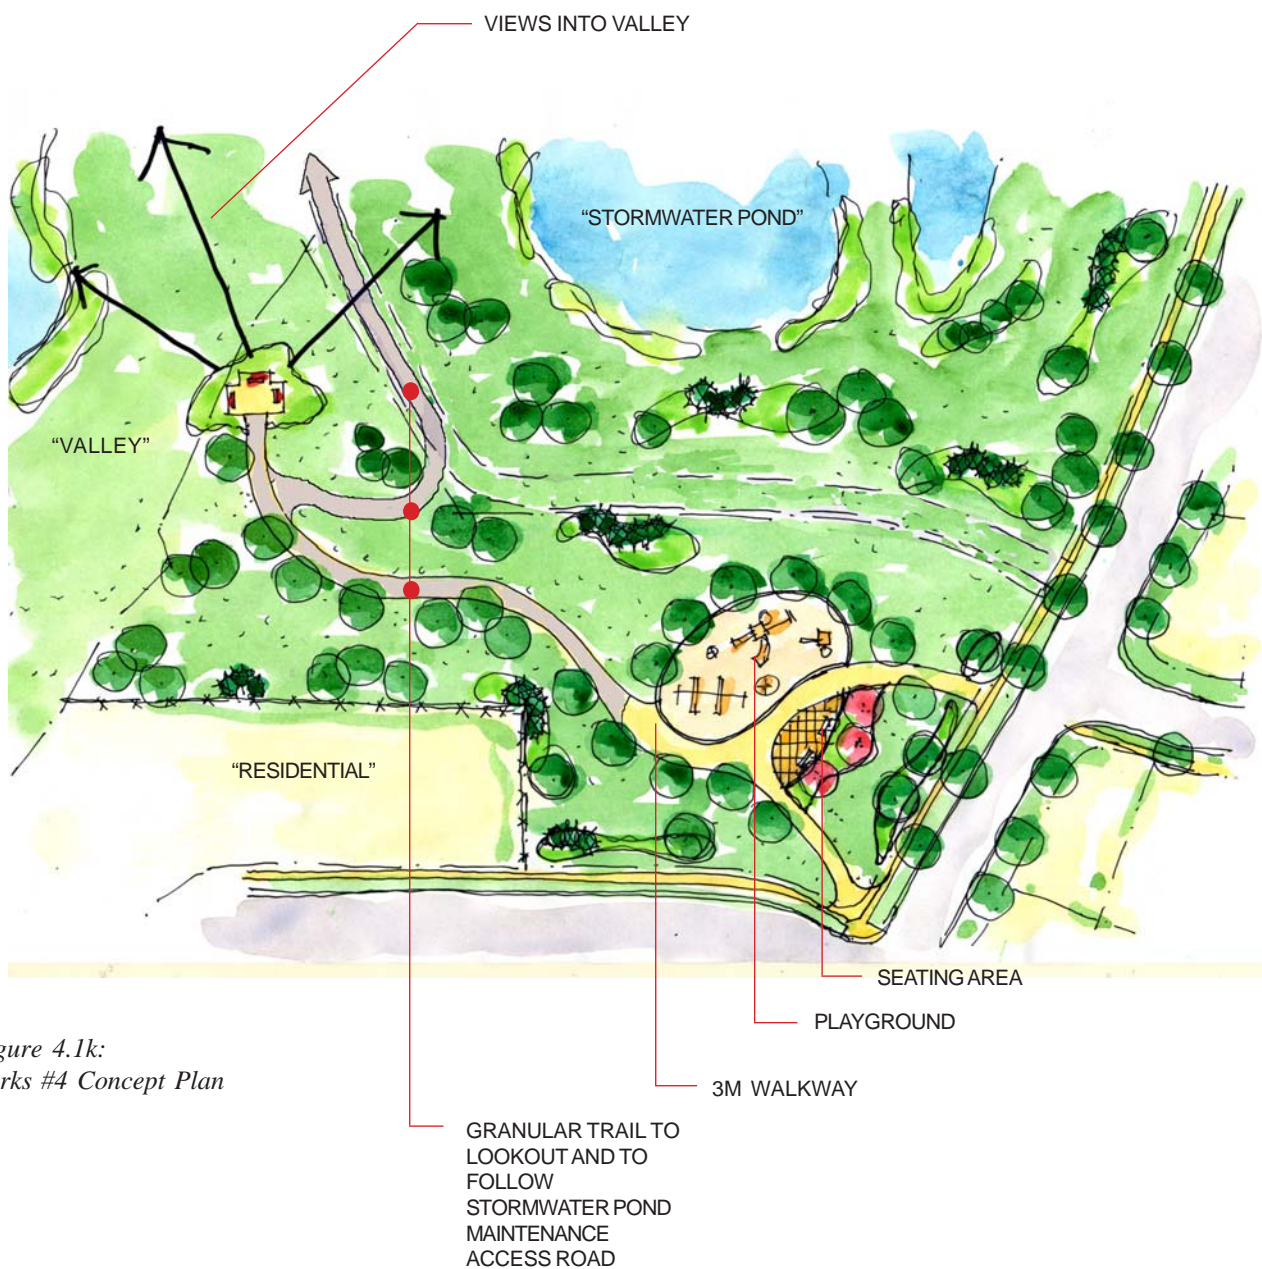 VIEWS INTO VALLEY
"STORMWATER POND"
"VALLEY"
"RESIDENTIAL"
SEATING AREA
PLAYGROUND
gure 4.1k:
rks #4 Concept Plan
3M WALKWAY
GRANULAR TRAIL TO
LOOKOUT AND TO
FOLLOW
STORMWATER POND
MAINTENANCE
ACCESS ROAD